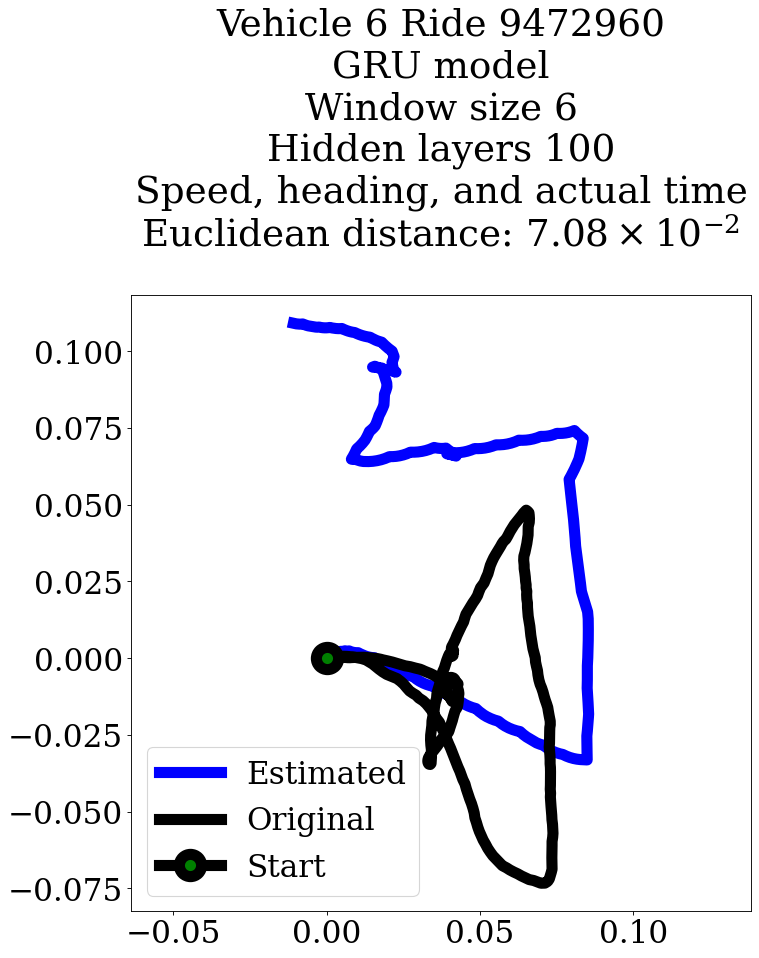 Vehicle 6 Ride 9472960
GRU model
Window size 6
Hidden layers 100
Speed, heading, and actual time
Euclidean distance: 7.08 × 10⁻²
0.100
0.075
0.050
0.025
0.000
−0.025
−0.050
−0.075
Estimated
Original
Start
−0.05
0.00
0.05
0.10